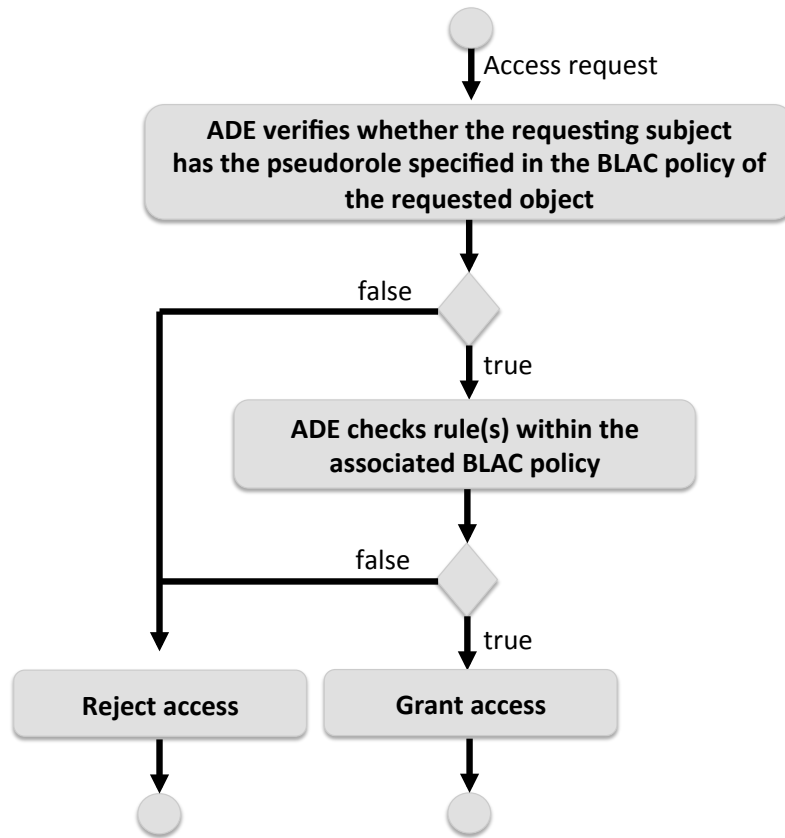 Access request
ADE verifies whether the requesting subject
has the pseudorole specified in the BLAC policy of
the requested object
false
true
ADE checks rule(s) within the
associated BLAC policy
false
true
Reject access
Grant access